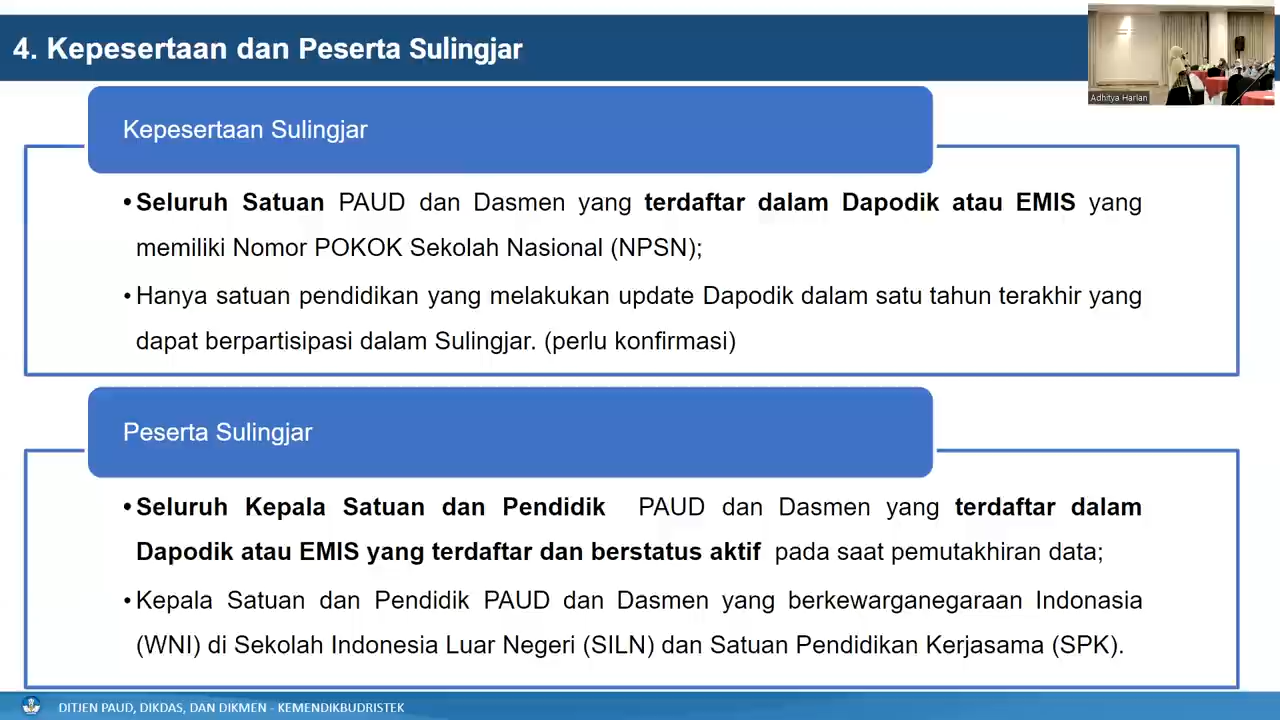 4. Kepesertaan dan Peserta Sulingjar
Adhitya Harlan
Kepesertaan Sulingjar
•Seluruh Satuan PAUD dan Dasmen yang terdaftar dalam Dapodik atau EMIS yang
memiliki Nomor POKOK Sekolah Nasional (NPSN);
•Hanya satuan pendidikan yang melakukan update Dapodik dalam satu tahun terakhir yang
dapat berpartisipasi dalam Sulingjar. (perlu konfirmasi)
Peserta Sulingjar
•Seluruh Kepala Satuan dan Pendidik PAUD dan Dasmen yang terdaftar dalam
Dapodik atau EMIS yang terdaftar dan berstatus aktif pada saat pemutakhiran data;
•Kepala Satuan dan Pendidik PAUD dan Dasmen yang berkewarganegaraan Indonasia
(WNI) di Sekolah Indonesia Luar Negeri (SILN) dan Satuan Pendidikan Kerjasama (SPK).
DITJEN PAUD, DIKDAS, DAN DIKMEN - KEMENDIKBUDRISTEK